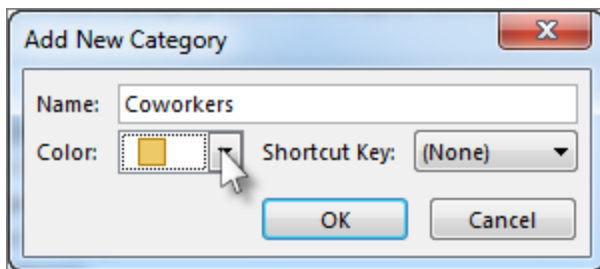 Add New Category
Name: Coworkers
Color: Shortcut Key: (None)
OK Cancel